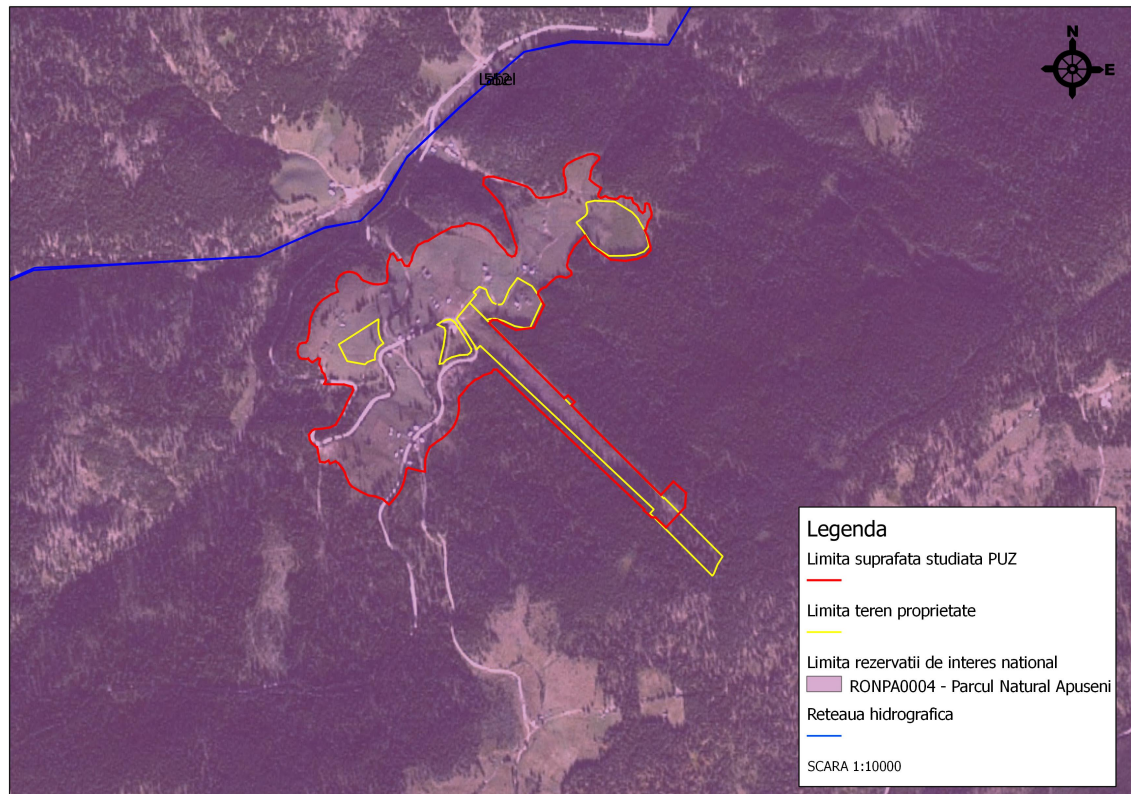 N
E
Legenda
Limita suprafata studiata PUZ
Limita teren proprietate
Limita rezervatii de interes national
RONPA0004 - Parcul Natural Apuseni
Reteaua hidrografica
SCARA 1:10000